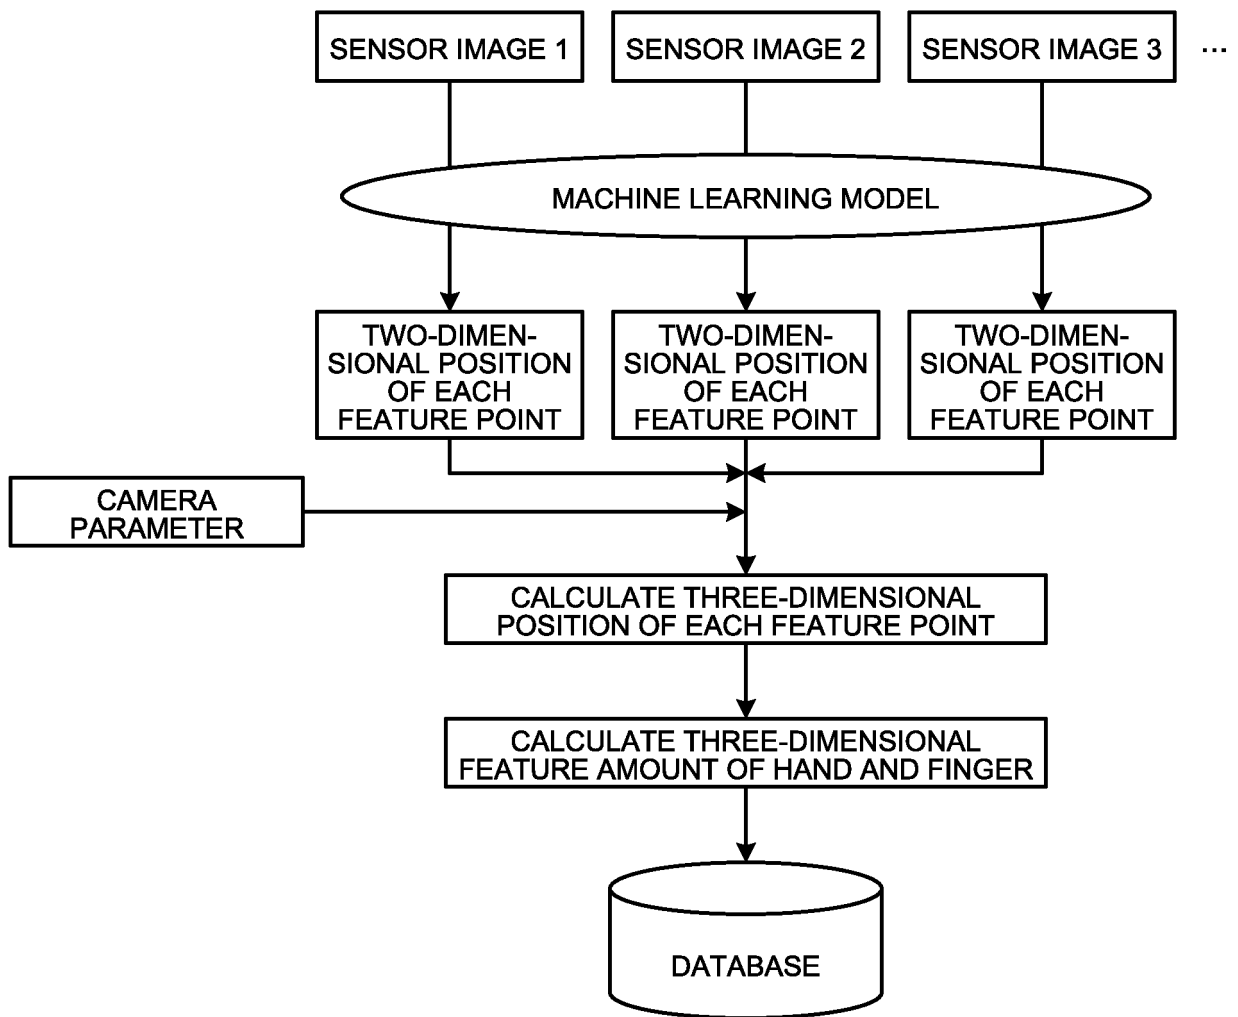 SENSOR IMAGE 1
SENSOR IMAGE 2
SENSOR IMAGE 3
...
MACHINE LEARNING MODEL
TWO-DIMEN-
SIONAL POSITION
OF EACH
FEATURE POINT
TWO-DIMEN-
SIONAL POSITION
OF EACH
FEATURE POINT
TWO-DIMEN-
SIONAL POSITION
OF EACH
FEATURE POINT
CAMERA
PARAMETER
CALCULATE THREE-DIMENSIONAL
POSITION OF EACH FEATURE POINT
CALCULATE THREE-DIMENSIONAL
FEATURE AMOUNT OF HAND AND FINGER
DATABASE